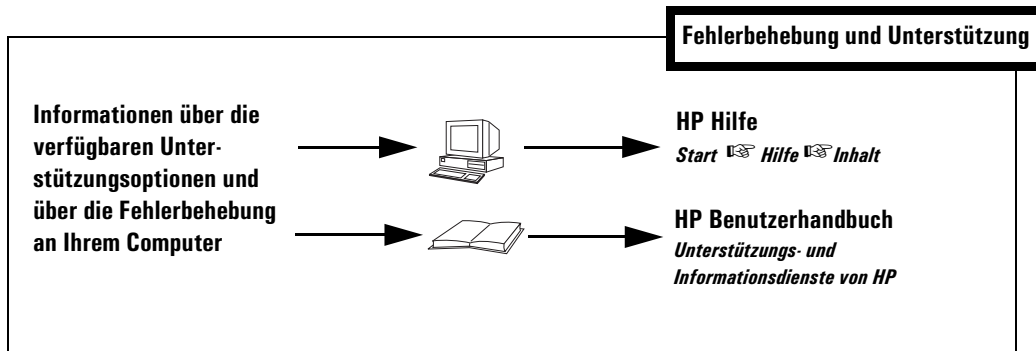 Fehlerbehebung und Unterstützung
Informationen über die
verfügbaren Unter-
stützungsoptionen und
über die Fehlerbehebung
an Ihrem Computer
HP Hilfe
Start ☞ Hilfe ☞ Inhalt
HP Benutzerhandbuch
Unterstützungs- und
Informationsdienste von HP